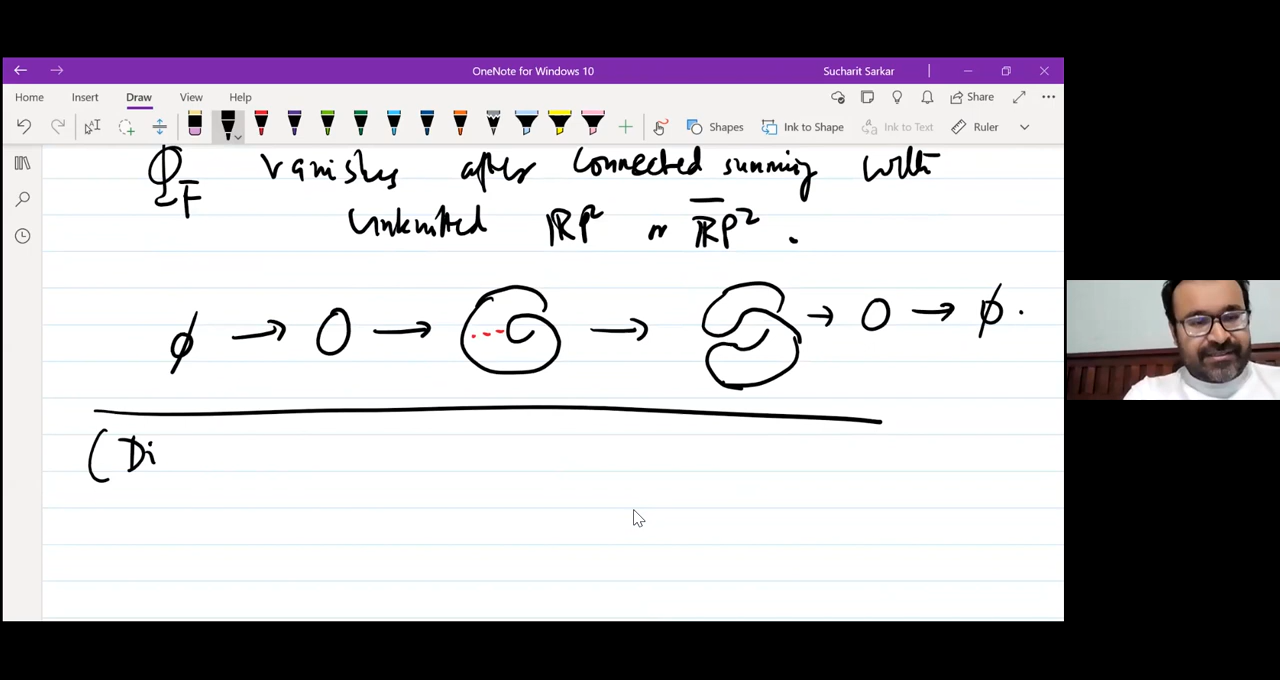 OneNote for Windows 10
Sucharit Sarkar
Home Insert Draw View Help
Share
Shapes Ink to Shape Ink to Text Ruler
Φ_F vanishes after connected summing with
unknotted ℝP² or \overline{ℝP}².
φ → O → → → O → φ.
(Di